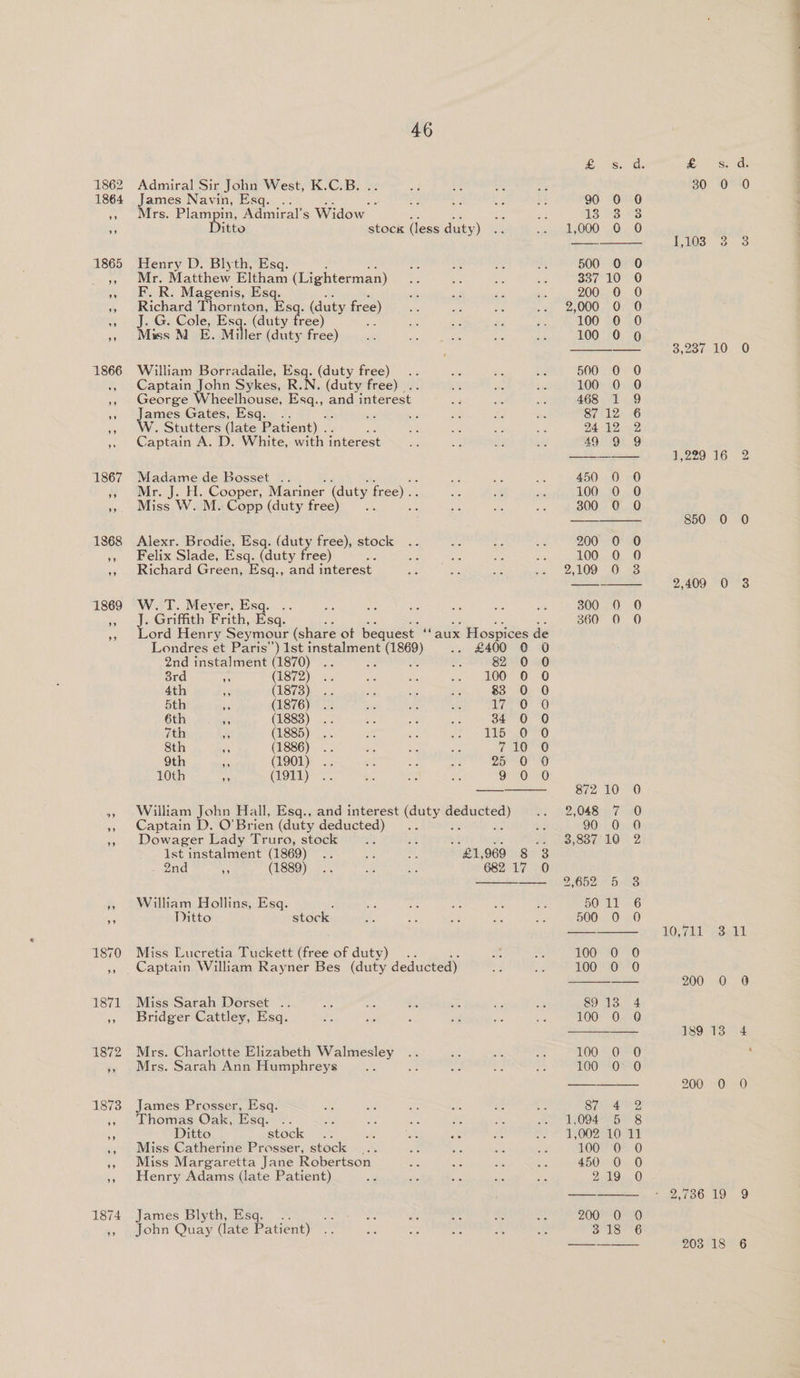 46
£ s. d. £ s. d.
1862 Admiral Sir John West, K.C.B. .. 30 0 0
1864 James Navin, Esq. .. 90 0 0
,, Mrs. Plampin, Admiral's Widow 13 3 3
,, Ditto stock (less duty) .. 1,000 0 0
1,103 3 3
1865 Henry D. Blyth, Esq. 500 0 0
,, Mr. Matthew Eltham (Lighterman) .. 337 10 0
,, F. R. Magenis, Esq. 200 0 0
,, Richard Thornton, Esq. (duty free) .. 2,000 0 0
,, J. G. Cole, Esq. (duty free) 100 0 0
,, Miss M E. Miller (duty free) 100 0 0
3,237 10 0
1866 William Borradaile, Esq. (duty free) .. 500 0 0
,, Captain John Sykes, R.N. (duty free) .. 100 0 0
,, George Wheelhouse, Esq., and interest 468 1 9
,, James Gates, Esq. .. 87 12 6
,, W. Stutters (late Patient) .. 24 12 2
,, Captain A. D. White, with interest 49 9 9
1,229 16 2
1867 Madame de Bosset .. 450 0 0
,, Mr. J. H. Cooper, Mariner (duty free) .. 100 0 0
,, Miss W. M. Copp (duty free) .. 300 0 0
850 0 0
1868 Alexr. Brodie, Esq. (duty free), stock .. 200 0 0
,, Felix Slade, Esq. (duty free) 100 0 0
,, Richard Green, Esq., and interest 2,109 0 3
2,409 0 3
1869 W. T. Meyer, Esq. .. 300 0 0
,, J. Griffith Frith, Esq. 360 0 0
,, Lord Henry Seymour (share of bequest "aux Hospices de
Londres et Paris") 1st instalment (1869) .. £400 0 0
2nd instalment (1870) .. 82 0 0
3rd ,, (1872) .. 100 0 0
4th ,, (1873) .. 83 0 0
5th ,, (1876) .. 17 0 0
6th ,, (1883) .. 34 0 0
7th ,, (1885) .. 115 0 0
8th ,, (1886) .. 7 10 0
9th ,, (1901) .. 25 0 0
10th ,, (1911) .. 9 0 0
872 10 0
,, William John Hall, Esq., and interest (duty deducted) .. 2,048 7 0
,, Captain D. O'Brien (duty deducted) .. 90 0 0
,, Dowager Lady Truro, stock .. 3,837 10 2
1st instalment (1869) .. £1,969 8 3
2nd ,, (1889) .. 682 17 0
2,652 5 3
,, William Hollins, Esq. 50 11 6
,, Ditto stock 500 0 0
10,711 3 11
1870 Miss Lucretia Tuckett (free of duty) .. 100 0 0
,, Captain William Rayner Bes (duty deducted) 100 0 0
200 0 0
1871 Miss Sarah Dorset .. 89 13 4
,, Bridger Cattley, Esq. 100 0 0
189 13 4
1872 Mrs. Charlotte Elizabeth Walmesley .. 100 0 0
,, Mrs. Sarah Ann Humphreys .. 100 0 0
200 0 0
1873 James Prosser, Esq. 87 4 2
,, Thomas Oak, Esq. .. 1,094 5 8
,, Ditto stock .. 1,002 10 11
,, Miss Catherine Prosser, stock .. 100 0 0
,, Miss Margaretta Jane Robertson 450 0 0
,, Henry Adams (late Patient) 2 19 0
2,736 19 9
1874 James Blyth, Esq. .. 200 0 0
,, John Quay (late Patient) .. 3 18 6
203 18 6